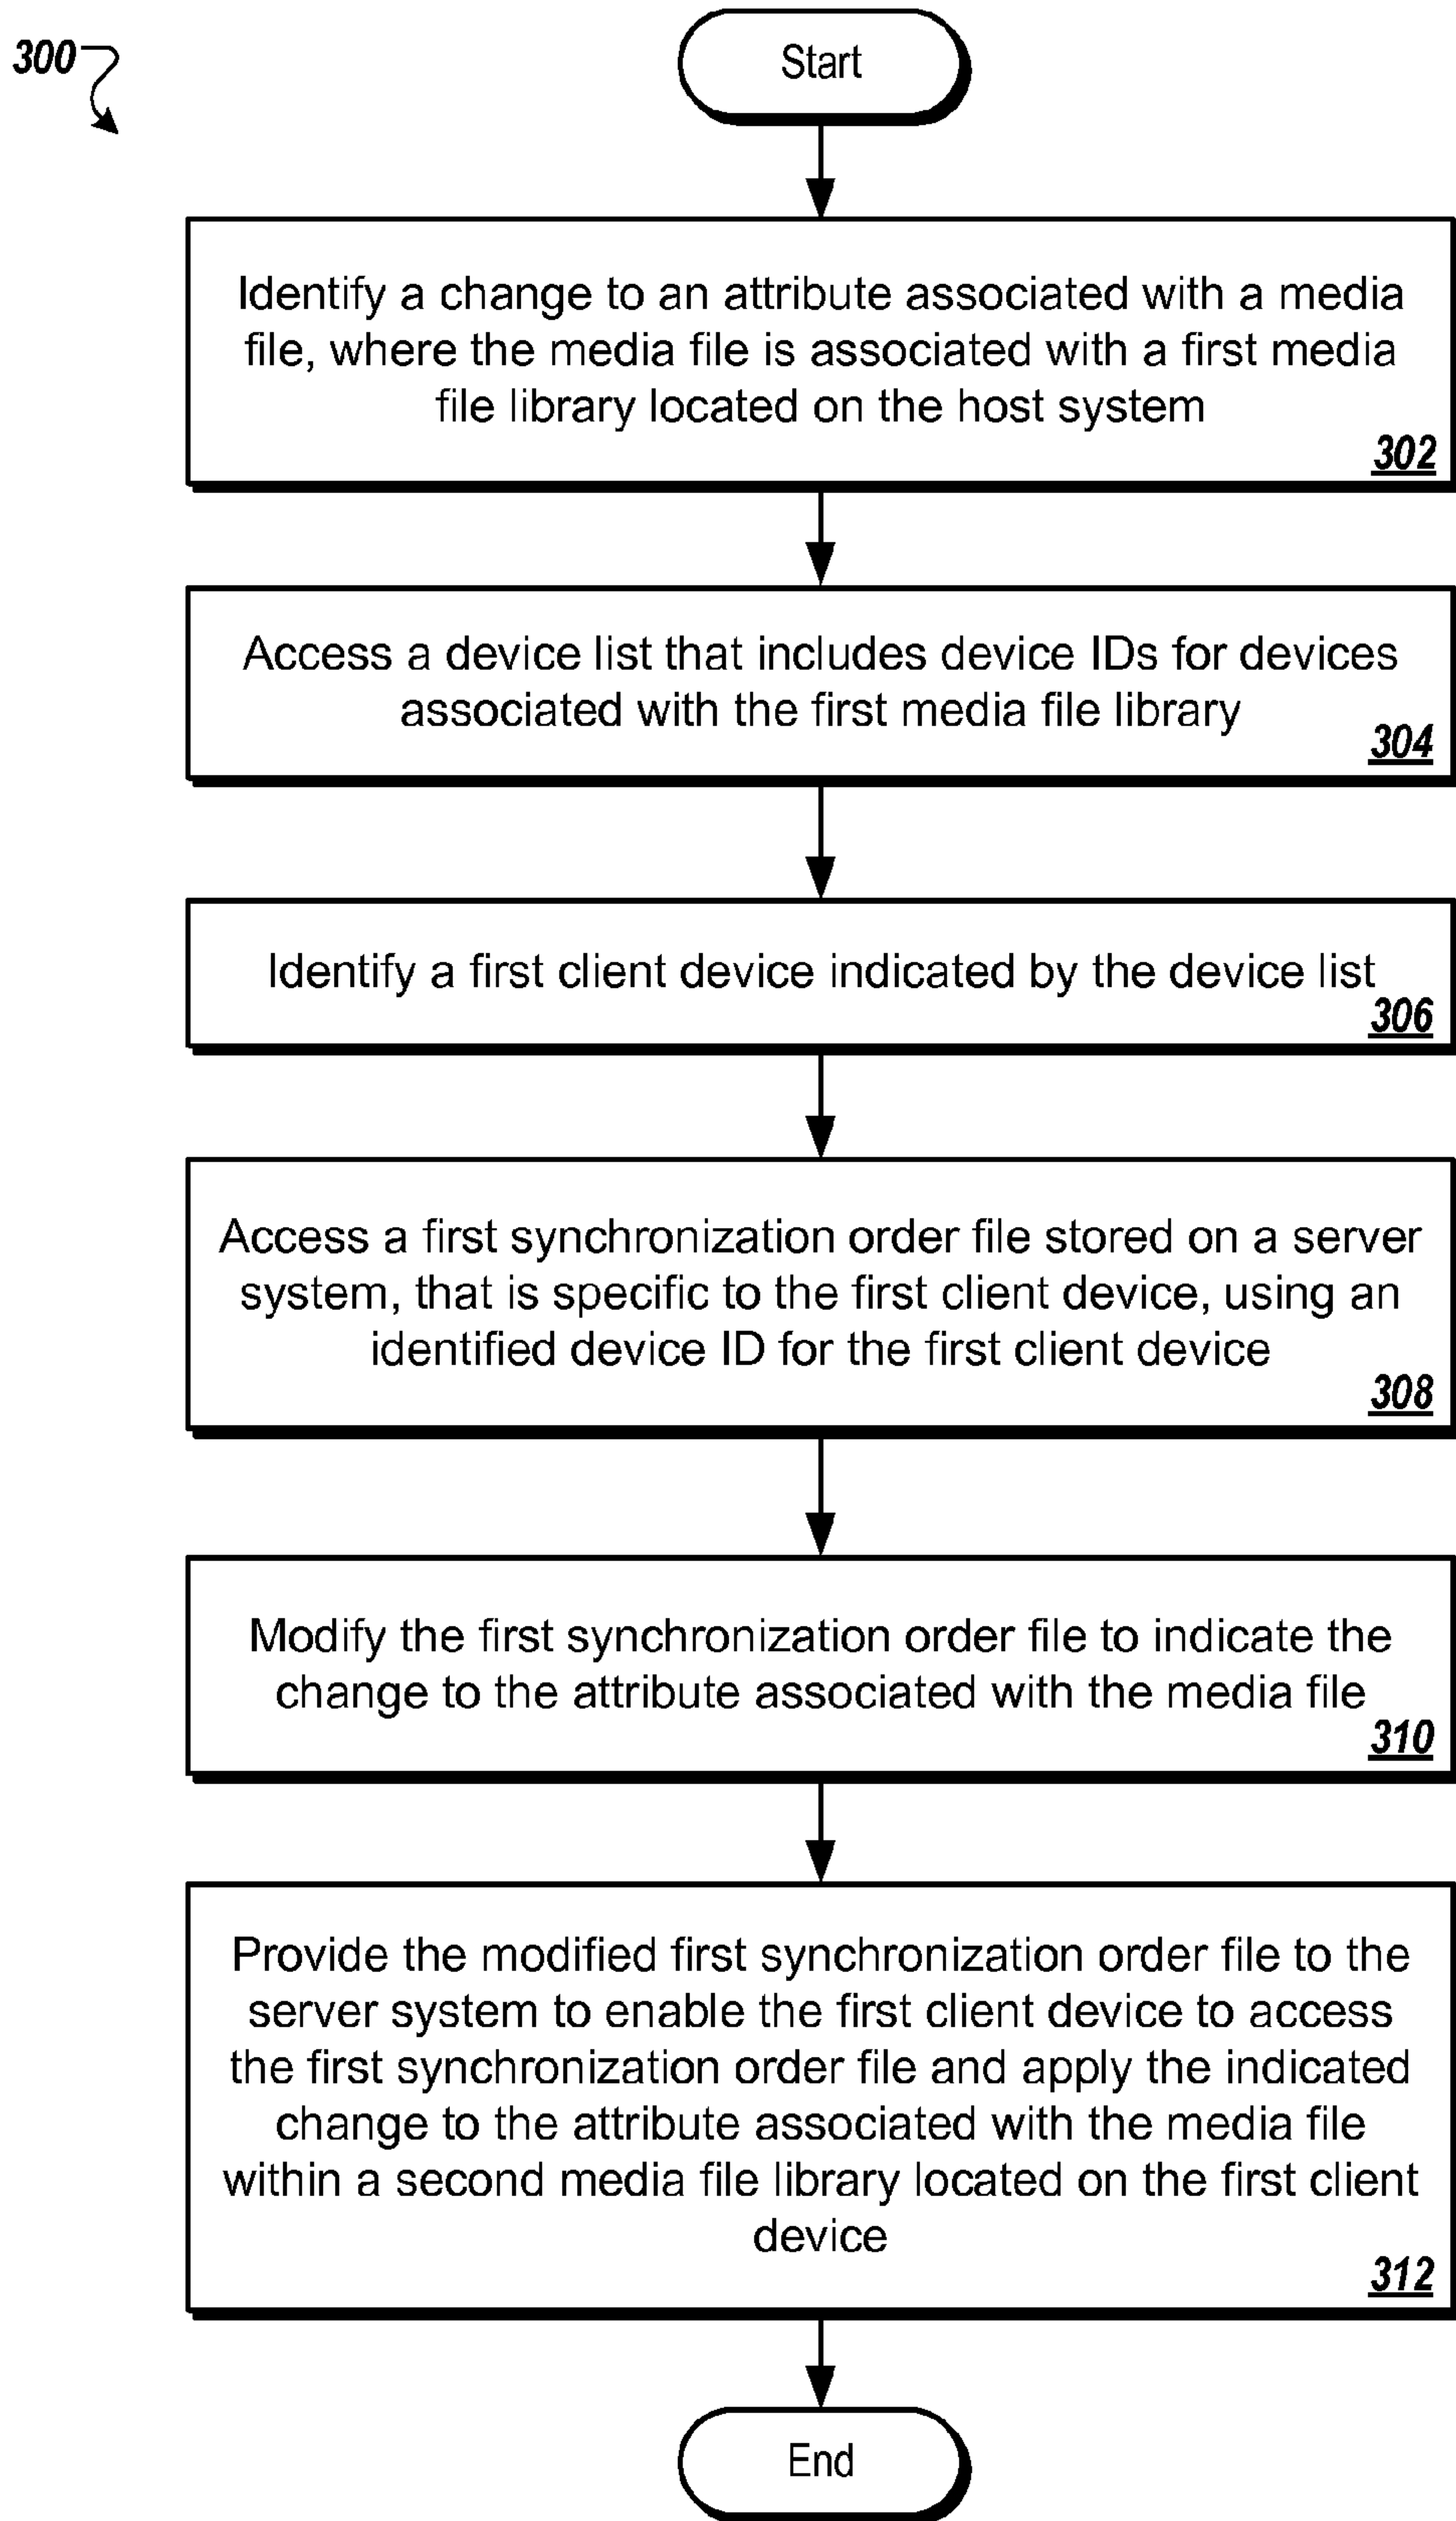 300
Start
Identify a change to an attribute associated with a media
file, where the media file is associated with a first media
file library located on the host system
302
Access a device list that includes device IDs for devices
associated with the first media file library
304
Identify a first client device indicated by the device list
306
Access a first synchronization order file stored on a server
system, that is specific to the first client device, using an
identified device ID for the first client device
308
Modify the first synchronization order file to indicate the
change to the attribute associated with the media file
310
Provide the modified first synchronization order file to the
server system to enable the first client device to access
the first synchronization order file and apply the indicated
change to the attribute associated with the media file
within a second media file library located on the first client
device
312
End